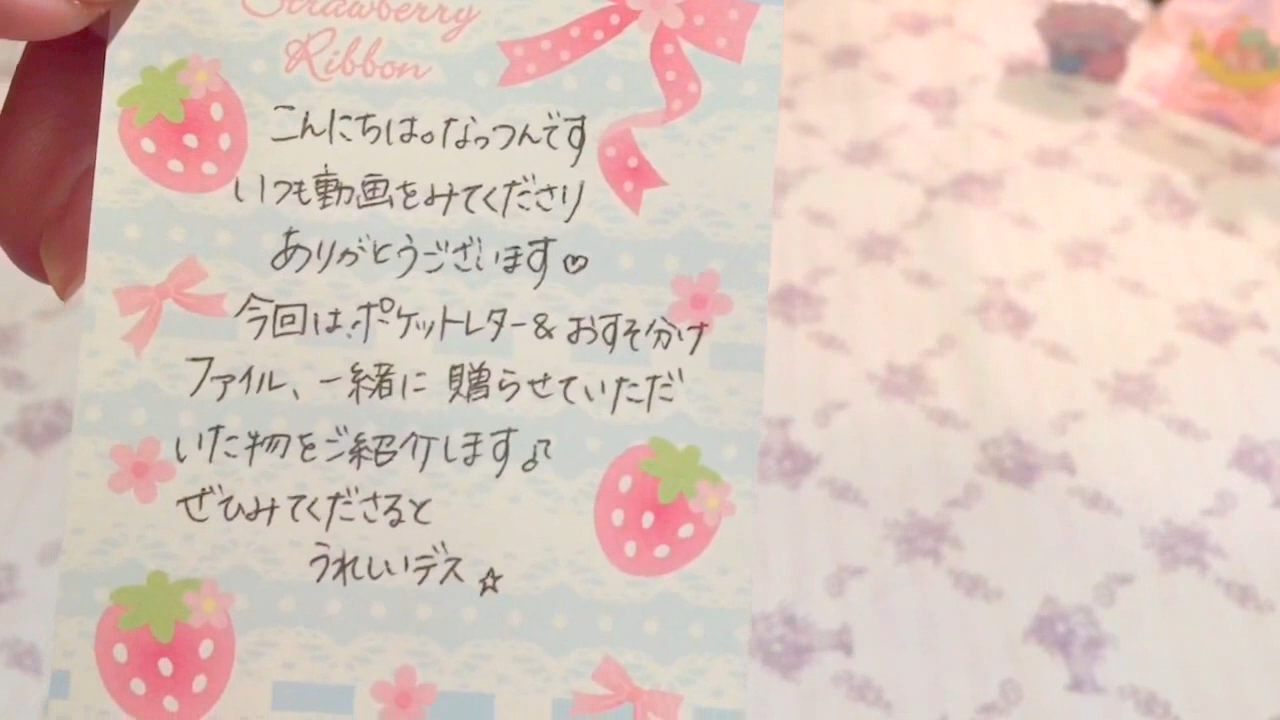 Strawberry
Ribbon
こんにちは。なっつんです
いつも動画をみてくださり
ありがとうございます♡
今回は、ポケットレター&おすそ分け
ファイル、一緒に贈らせていただ
いた物をご紹介します♫
ぜひみてくださると
うれしいデス☆